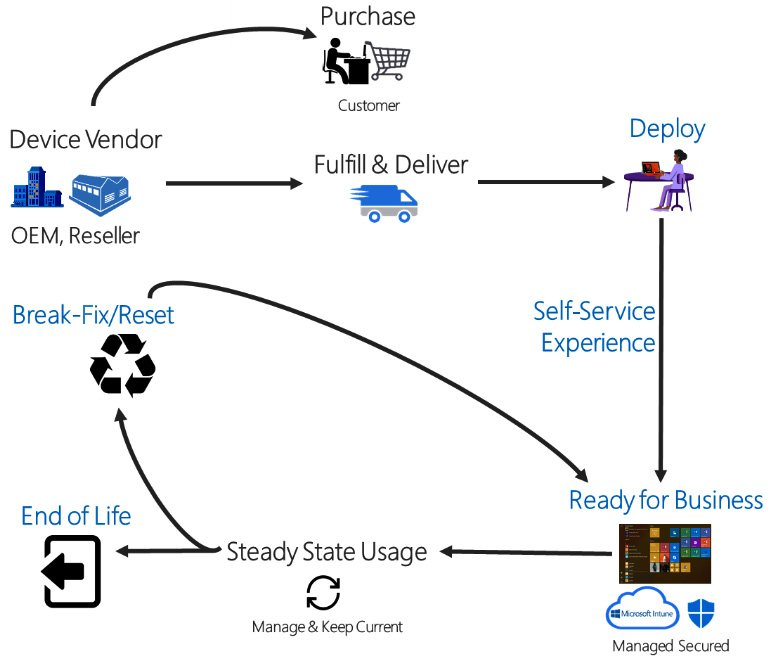 Purchase
Customer
Device Vendor
OEM, Reseller
Fulfill & Deliver
Deploy
Self-Service
Experience
Break-Fix/Reset
Ready for Business
Microsoft Intune
Managed Secured
Steady State Usage
Manage & Keep Current
End of Life